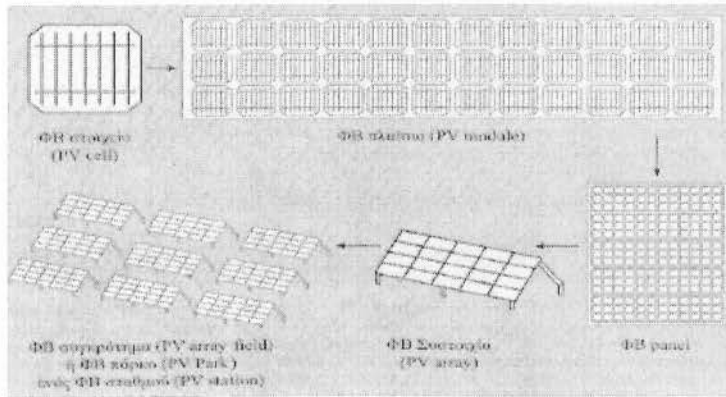 ΦΒ στοιχείο
(PV cell)
ΦΒ πλαίσιο (PV module)
ΦΒ συγκρότημα (PV array field)
ή ΦΒ πάρκο (PV Park)
ενός ΦΒ σταθμού (PV station)
ΦΒ Συστοιχία
(PV array)
ΦΒ panel